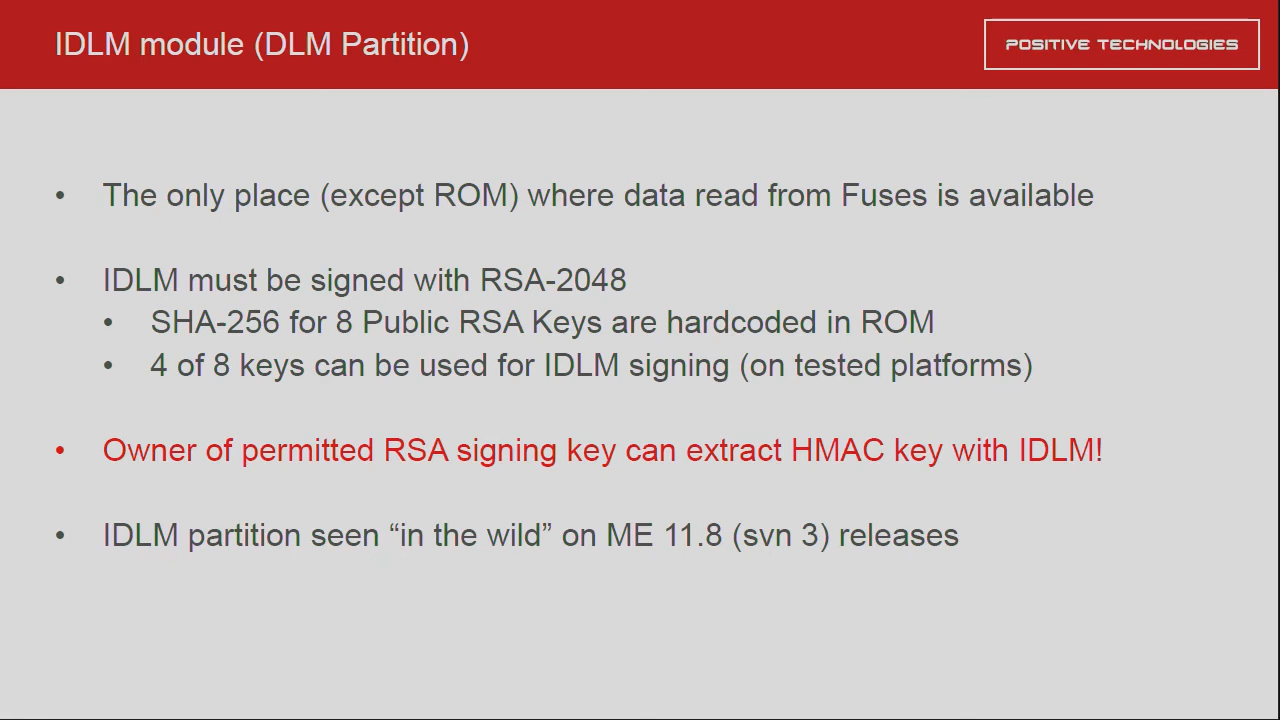 IDLM module (DLM Partition)
POSITIVE TECHNOLOGIES
• The only place (except ROM) where data read from Fuses is available
• IDLM must be signed with RSA-2048
• SHA-256 for 8 Public RSA Keys are hardcoded in ROM
• 4 of 8 keys can be used for IDLM signing (on tested platforms)
• Owner of permitted RSA signing key can extract HMAC key with IDLM!
• IDLM partition seen “in the wild” on ME 11.8 (svn 3) releases